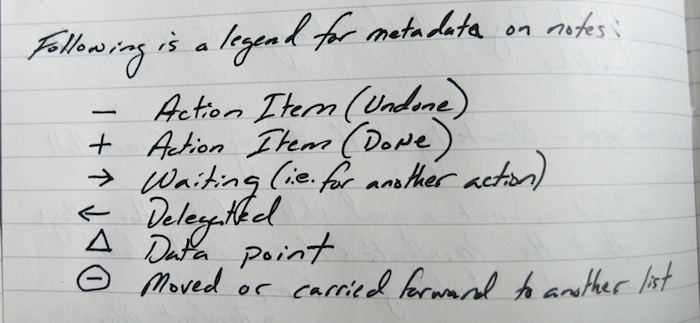 Following is a legend for metadata on notes:
− Action Item (Undone)
+ Action Item (Done)
→ Waiting (i.e. for another action)
← Delegated
△ Data point
⊖ Moved or carried forward to another list